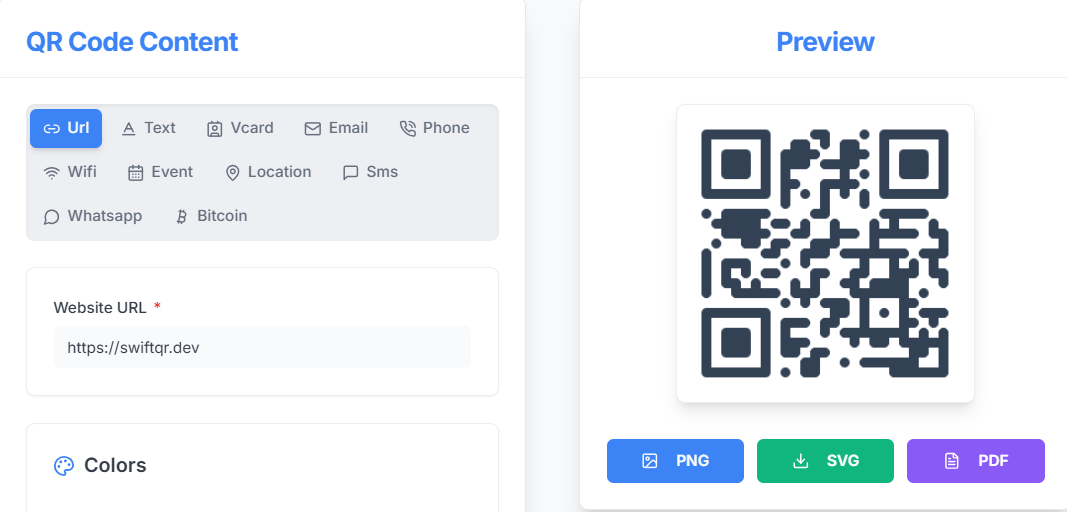 QR Code Content
Url Text Vcard Email Phone
Wifi Event Location Sms
Whatsapp Bitcoin
Website URL *
https://swiftqr.dev
Colors
Preview
PNG SVG PDF